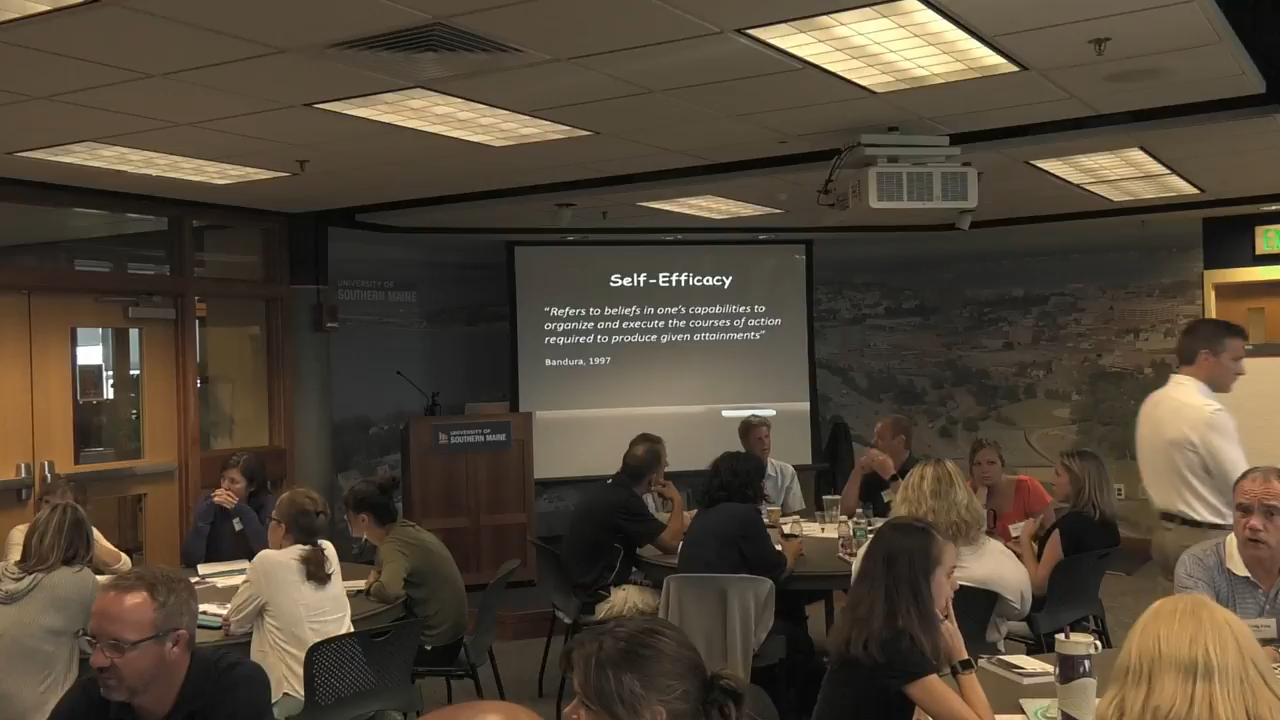 UNIVERSITY OF
SOUTHERN MAINE
Self-Efficacy
"Refers to beliefs in one's capabilities to
organize and execute the courses of action
required to produce given attainments"
Bandura, 1997
UNIVERSITY OF
SOUTHERN MAINE